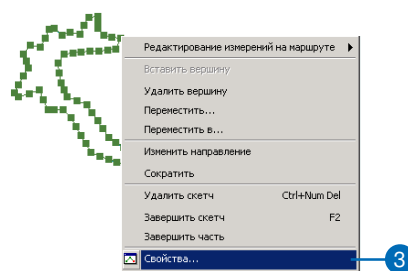 Редактирование измерений на маршруте
Вставить вершину
Удалить вершину
Переместить...
Переместить в...
Изменить направление
Сократить
Удалить скетч Ctrl+Num Del
Завершить скетч F2
Завершить часть
Свойства...
3